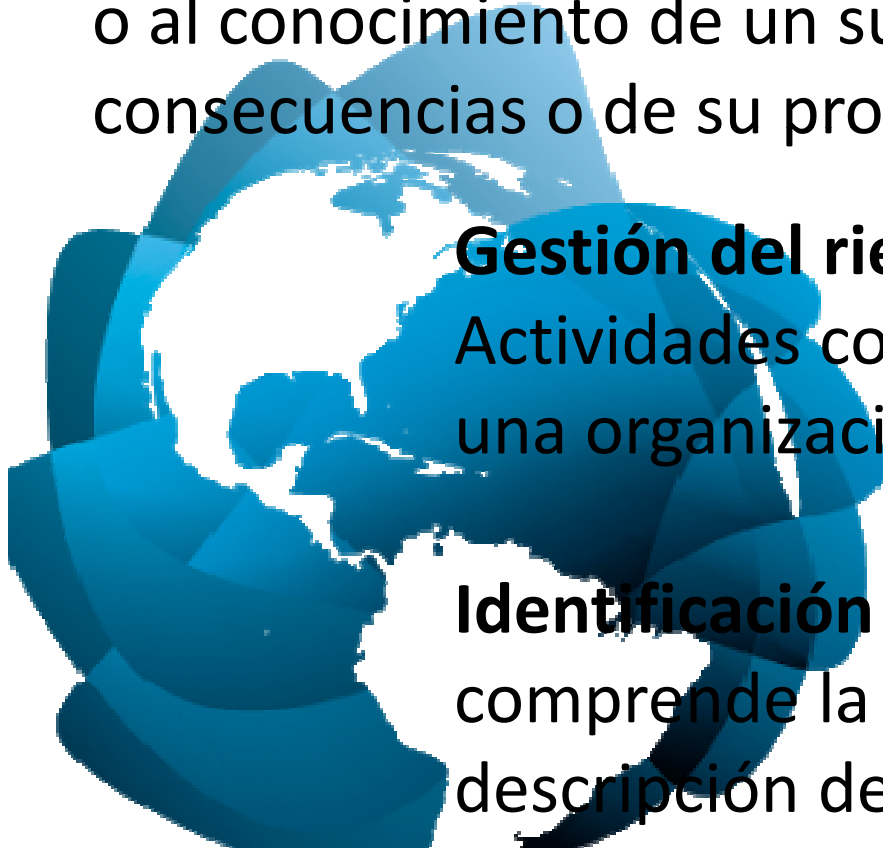 o al conocimiento de un su
consecuencias o de su pro
Gestión del rie
Actividades co
una organizaci
Identificación
comprende la
descripción de